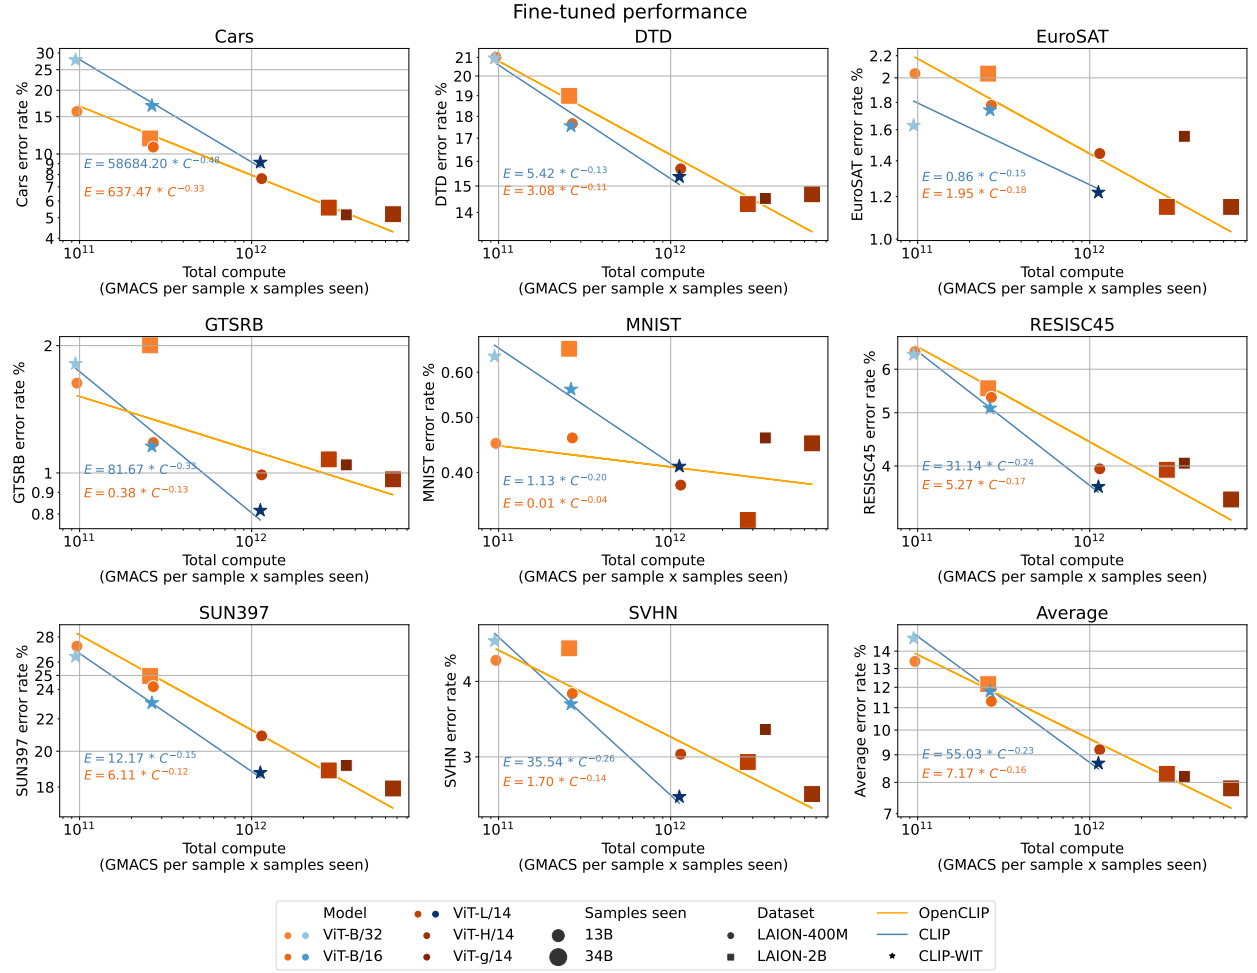 Fine-tuned performance
Cars
30
25
20
15
10
9
8
7
6
5
4
Cars error rate %
E = 58684.20 * C^−0.48
E = 637.47 * C^−0.33
10^11
10^12
Total compute
(GMACS per sample x samples seen)
DTD
21
20
19
18
17
16
15
14
DTD error rate %
E = 5.42 * C^−0.13
E = 3.08 * C^−0.11
10^11
10^12
Total compute
(GMACS per sample x samples seen)
EuroSAT
2.2
2
1.8
1.6
1.4
1.2
1.0
EuroSAT error rate %
E = 0.86 * C^−0.15
E = 1.95 * C^−0.18
10^11
10^12
Total compute
(GMACS per sample x samples seen)
GTSRB
2
1
0.9
0.8
GTSRB error rate %
E = 81.67 * C^−0.33
E = 0.38 * C^−0.13
10^11
10^12
Total compute
(GMACS per sample x samples seen)
MNIST
0.60
0.50
0.40
MNIST error rate %
E = 1.13 * C^−0.20
E = 0.01 * C^−0.04
10^11
10^12
Total compute
(GMACS per sample x samples seen)
RESISC45
6
5
4
RESISC45 error rate %
E = 31.14 * C^−0.24
E = 5.27 * C^−0.17
10^11
10^12
Total compute
(GMACS per sample x samples seen)
SUN397
28
26
25
24
22
20
18
SUN397 error rate %
E = 12.17 * C^−0.15
E = 6.11 * C^−0.12
10^11
10^12
Total compute
(GMACS per sample x samples seen)
SVHN
4
3
SVHN error rate %
E = 35.54 * C^−0.26
E = 1.70 * C^−0.14
10^11
10^12
Total compute
(GMACS per sample x samples seen)
Average
14
13
12
11
10
9
8
7
Average error rate %
E = 55.03 * C^−0.23
E = 7.17 * C^−0.16
10^11
10^12
Total compute
(GMACS per sample x samples seen)
Model
ViT-B/32
ViT-B/16
ViT-L/14
ViT-H/14
ViT-g/14
Samples seen
13B
34B
Dataset
LAION-400M
LAION-2B
OpenCLIP
CLIP
CLIP-WIT